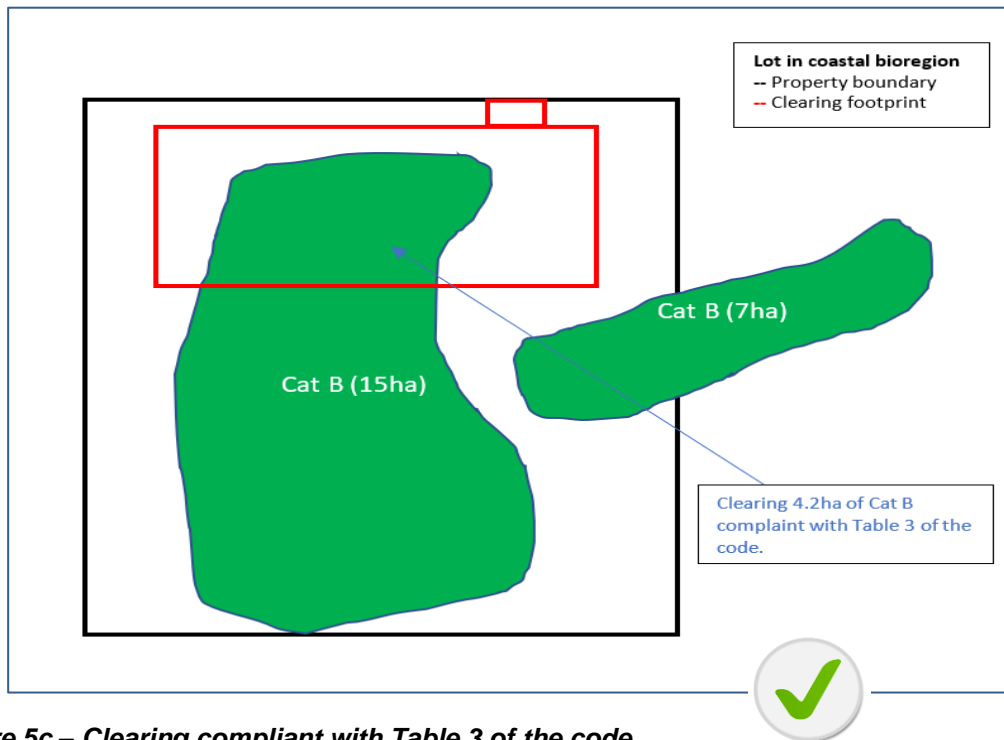 Lot in coastal bioregion
-- Property boundary
-- Clearing footprint
Cat B (7ha)
Cat B (15ha)
Clearing 4.2ha of Cat B
complaint with Table 3 of the
code.
5c – Clearing compliant with Table 3 of the code